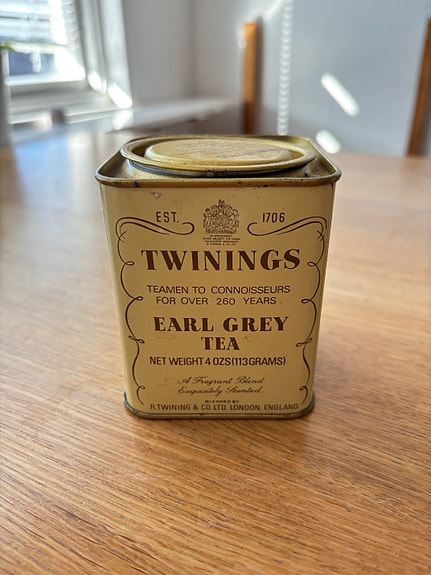 EST. 1706
TWININGS
TEAMEN TO CONNOISSEURS
FOR OVER 260 YEARS
EARL GREY
TEA
NET WEIGHT 4 OZS (113 GRAMS)
A Fragrant Blend
Exquisitely Scented
BLENDED BY
R. TWINING & CO. LTD. LONDON, ENGLAND.